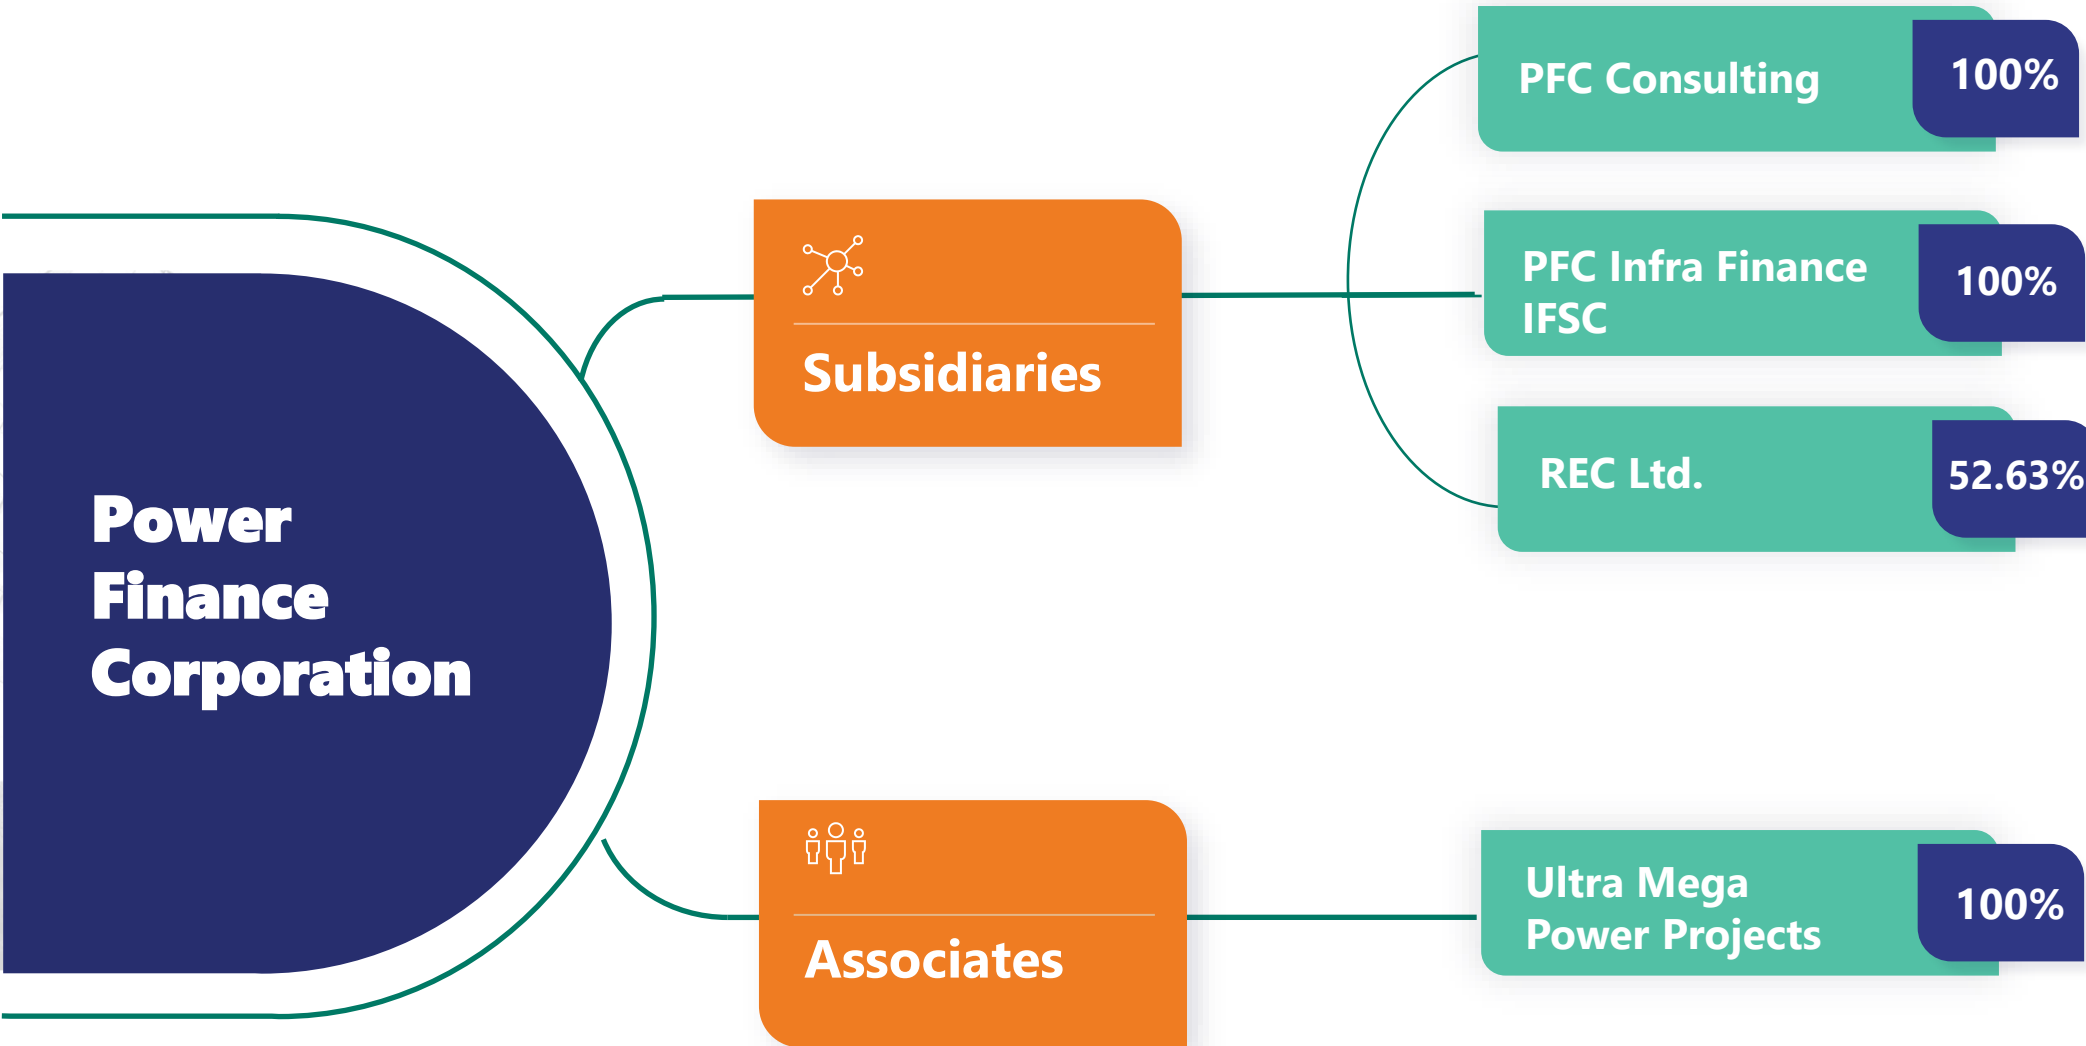 Power
Finance
Corporation
Subsidiaries
PFC Consulting
100%
PFC Infra Finance
IFSC
100%
REC Ltd.
52.63%
Associates
Ultra Mega
Power Projects
100%